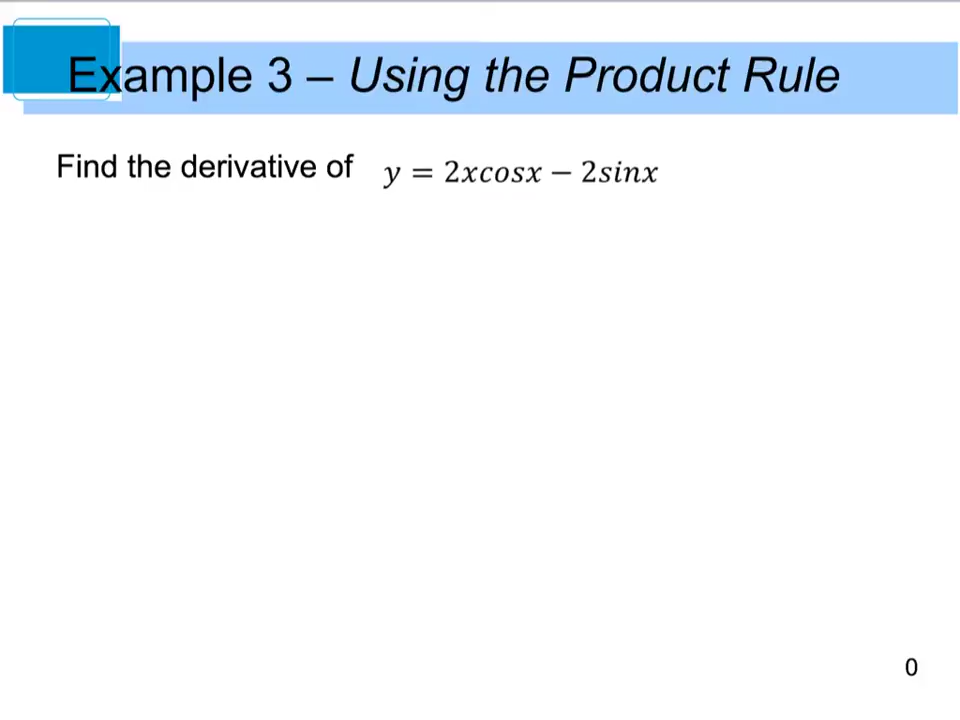 Example 3 – Using the Product Rule
Find the derivative of y = 2xcosx − 2sinx
0